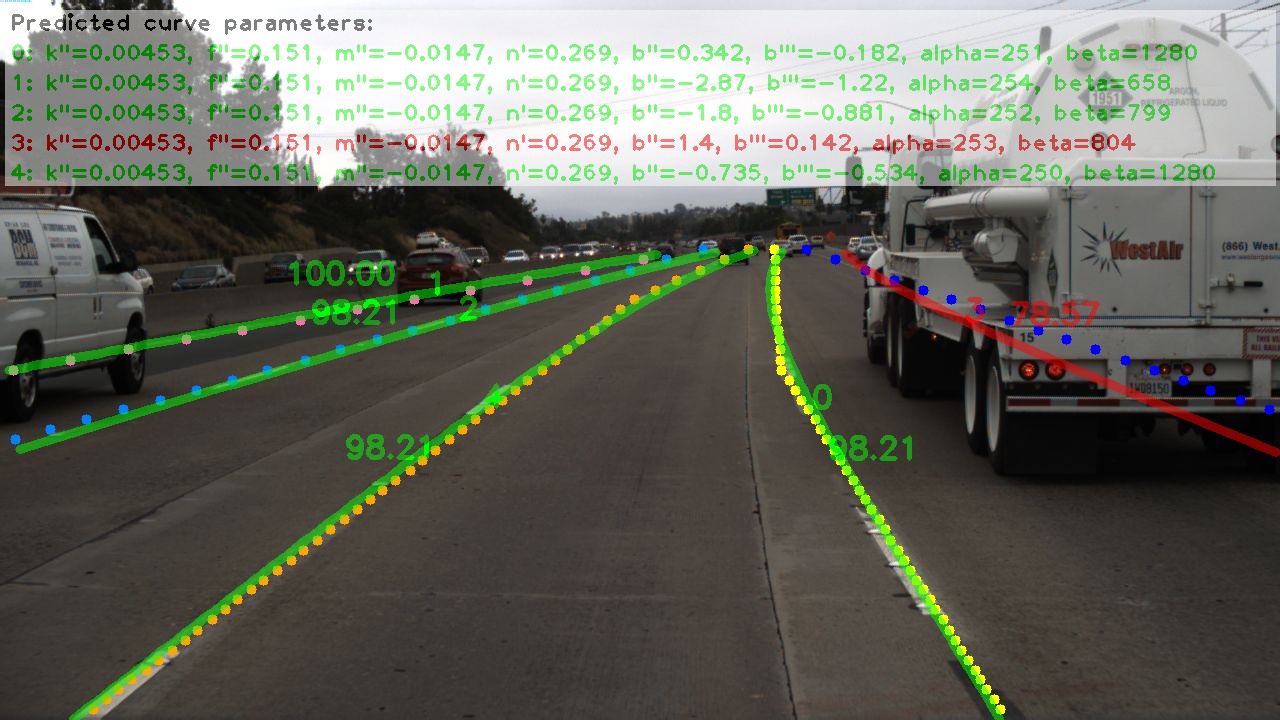 Predicted curve parameters:
0: k"=0.00453, f"=0.151, m"=-0.0147, n'=0.269, b"=0.342, b'''=-0.182, alpha=251, beta=1280
1: k"=0.00453, f"=0.151, m"=-0.0147, n'=0.269, b"=-2.87, b'''=-1.22, alpha=254, beta=658
2: k"=0.00453, f"=0.151, m"=-0.0147, n'=0.269, b"=-1.8, b'''=-0.881, alpha=252, beta=799
3: k"=0.00453, f"=0.151, m"=-0.0147, n'=0.269, b"=1.4, b'''=0.142, alpha=253, beta=804
4: k"=0.00453, f"=0.151, m"=-0.0147, n'=0.269, b"=-0.735, b'''=-0.534, alpha=250, beta=1280
1951
ARGON,
REFRIGERATED LIQUID
WestAir
(866) West
100.00
1
98.21
2
3
78.57
15
4
0
98.21
98.21